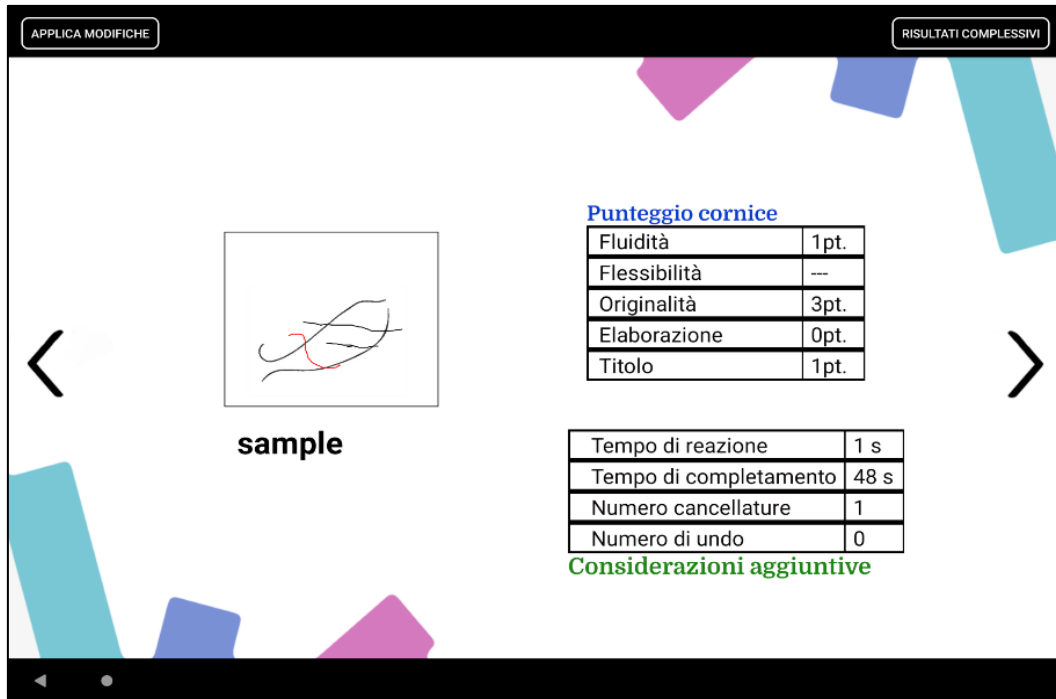 APPLICA MODIFICHE
RISULTATI COMPLESSIVI
Punteggio cornice
Fluidità 1pt.
Flessibilità ---
Originalità 3pt.
Elaborazione 0pt.
Titolo 1pt.
sample
Tempo di reazione 1 s
Tempo di completamento 48 s
Numero cancellature 1
Numero di undo 0
Considerazioni aggiuntive